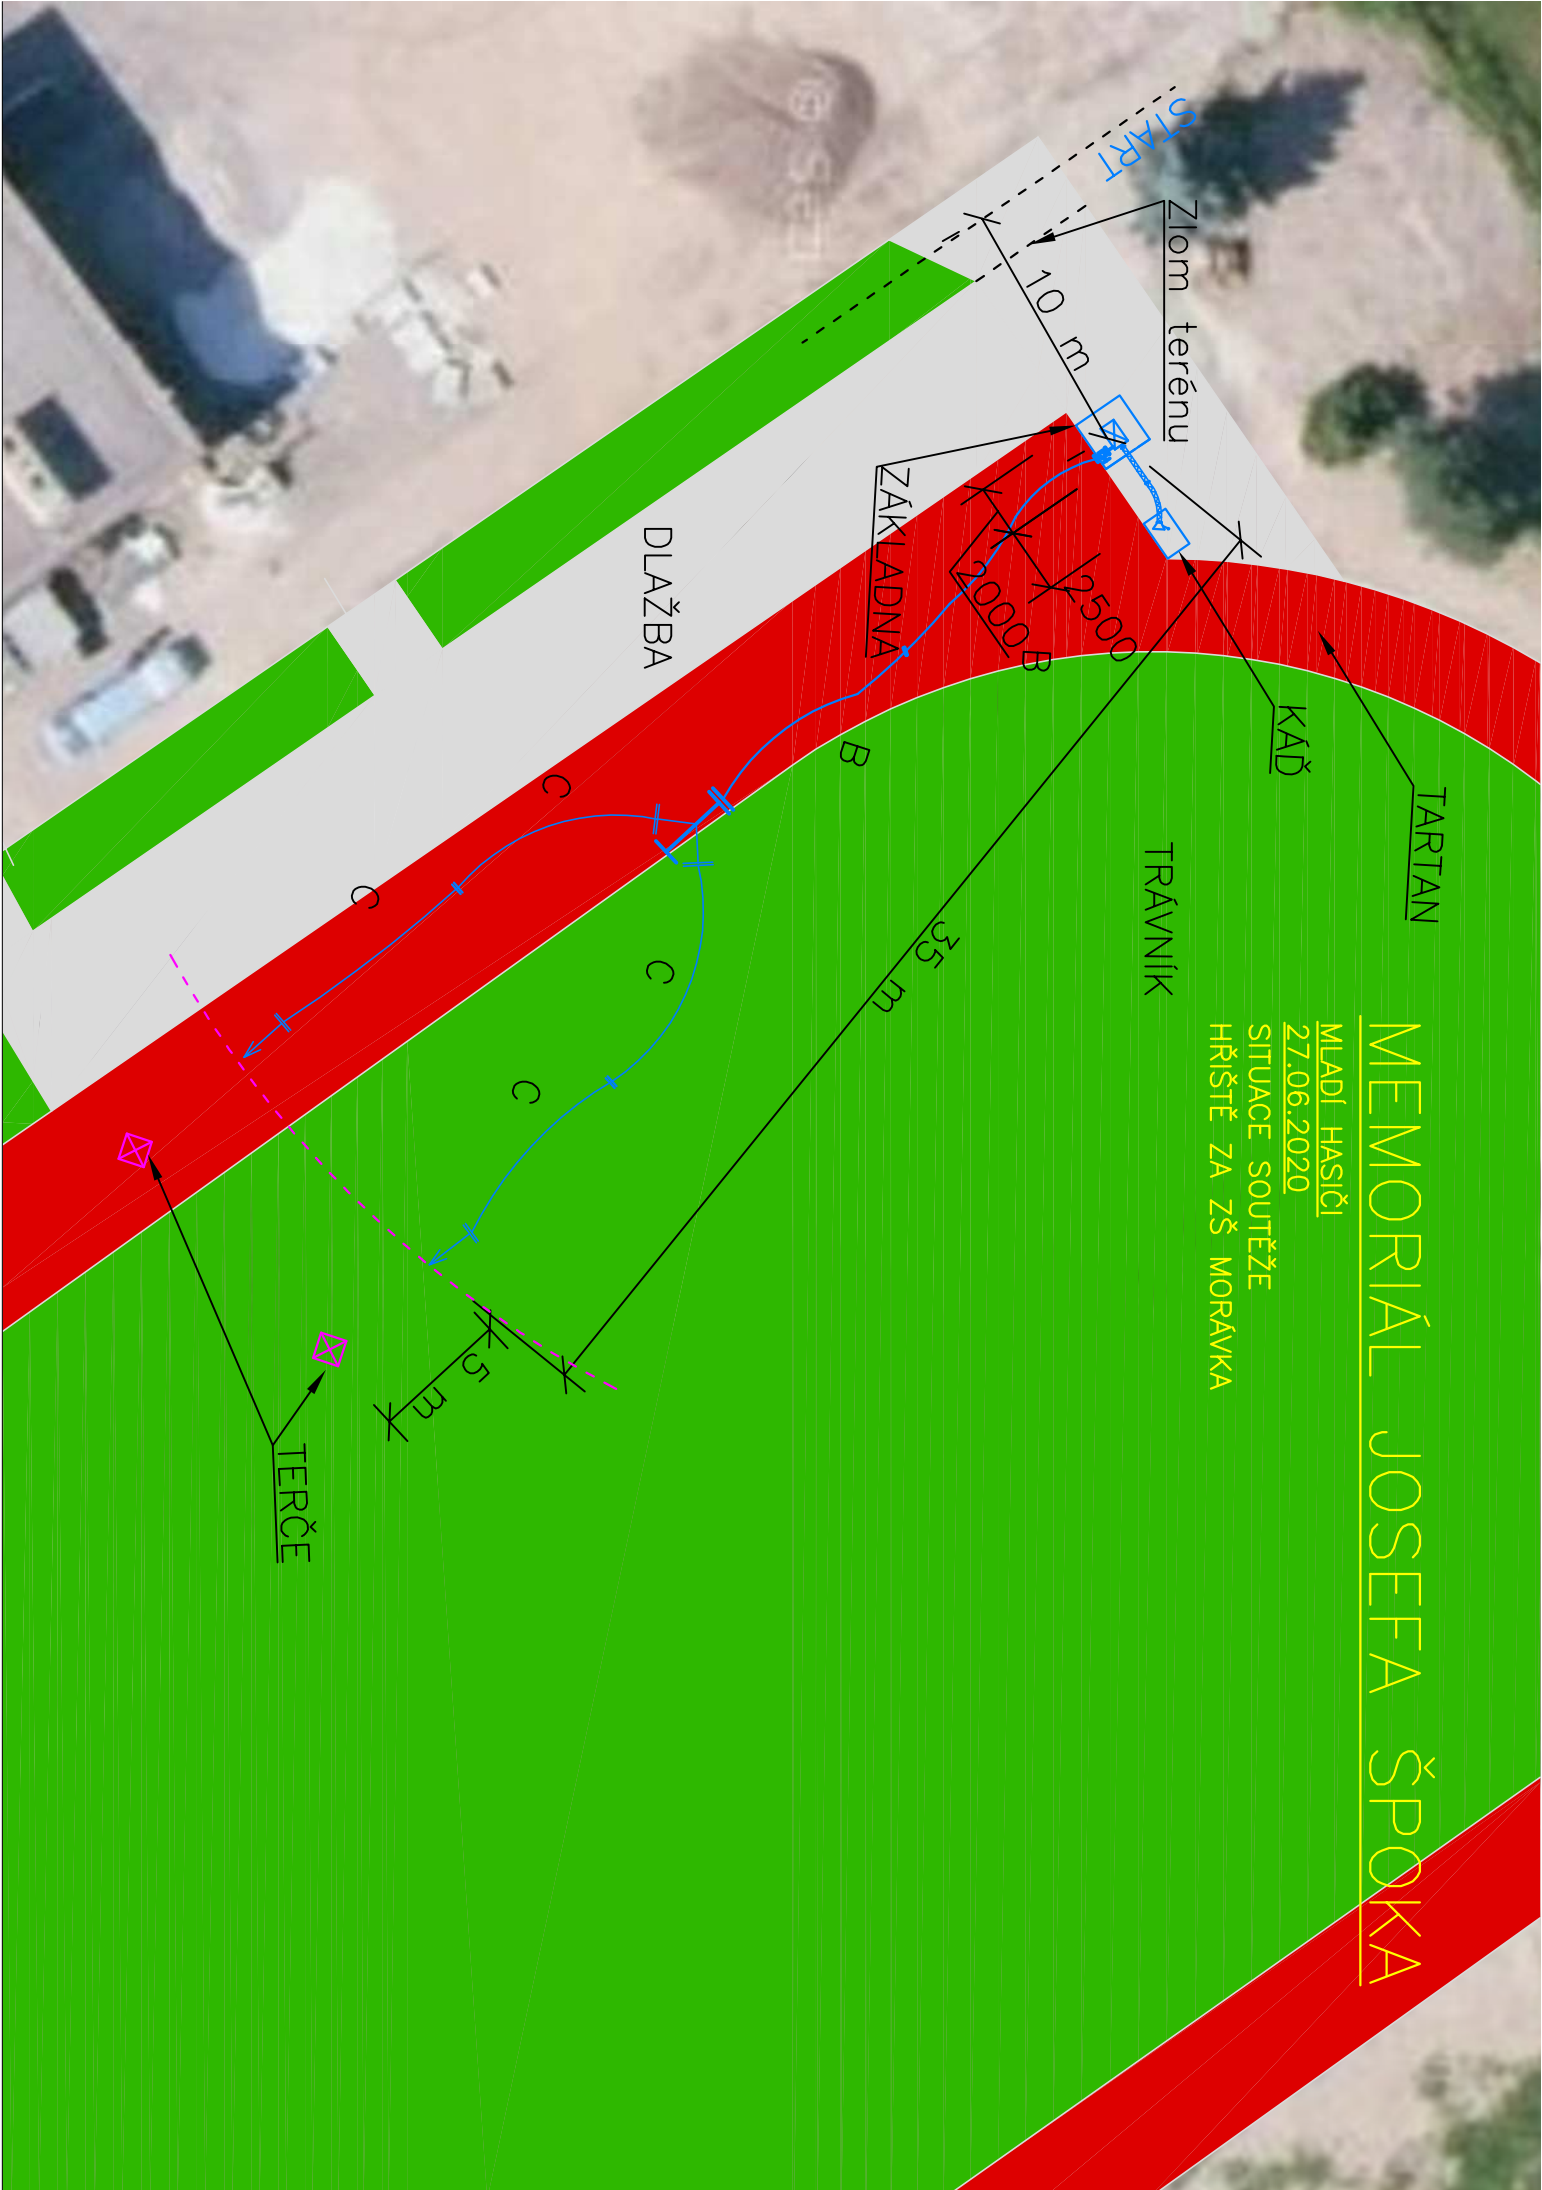 MEMORIÁL JOSEFA ŠPOKA
MLADÍ HASIČI
27.06.2020
SITUACE SOUTĚŽE
HŘIŠTĚ ZA ZŠ MORÁVKA
START
Zlom terénu
10 m
ZÁKLADNA
KÁĎ
TARTAN
TRÁVNÍK
DLAŽBA
2000
2500
B
B
35 m
C
C
C
C
5 m
TERČE